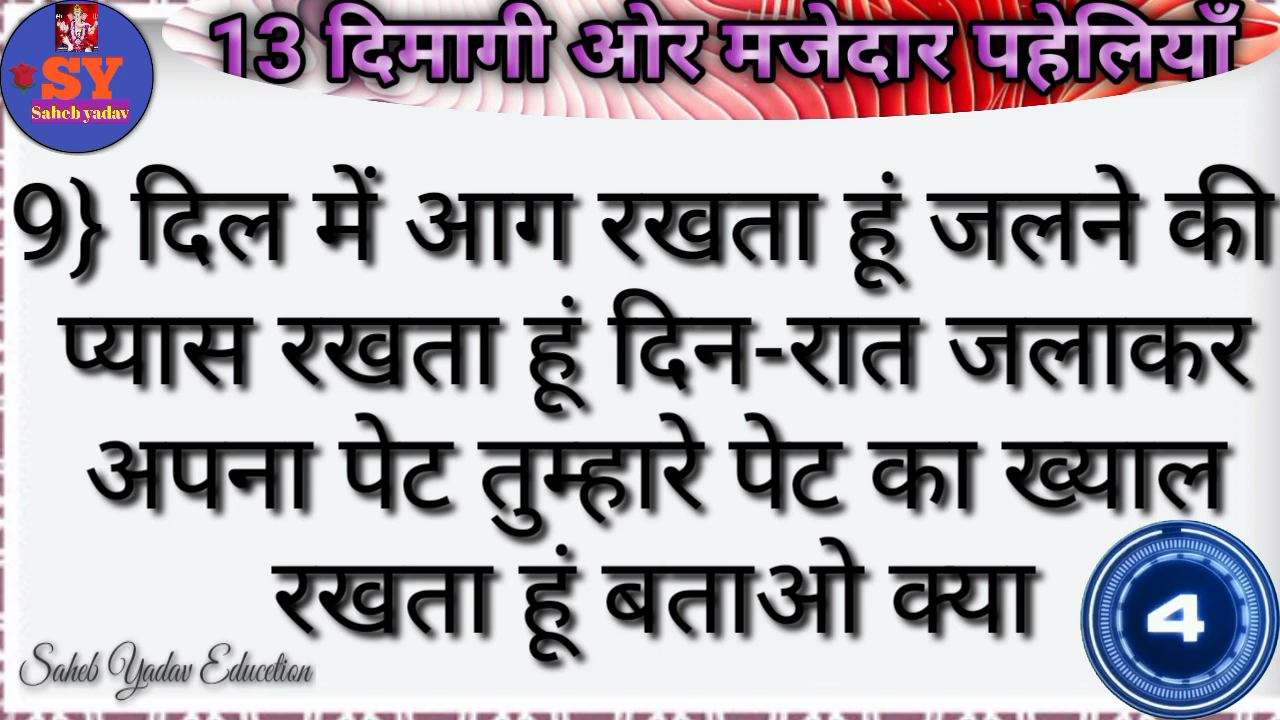 13 दिमागी ओर मजेदार पहेलियाँ
SY
Saheb yadav
9} दिल में आग रखता हूं जलने की
प्यास रखता हूं दिन-रात जलाकर
अपना पेट तुम्हारे पेट का ख्याल
रखता हूं बताओ क्या
4
Saheb Yadav Educetion